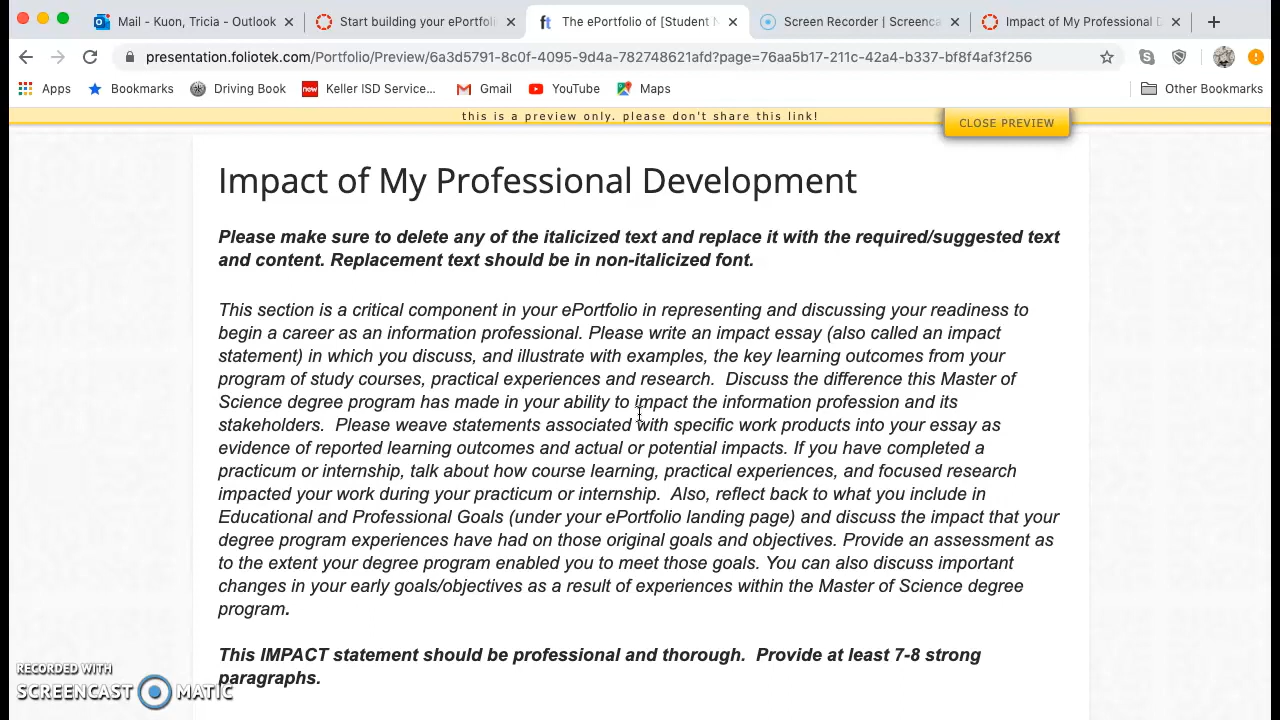 Mail - Kuon, Tricia - Outlook
Start building your ePortfoli
The ePortfolio of [Student N
Screen Recorder | Screenca
Impact of My Professional D
presentation.foliotek.com/Portfolio/Preview/6a3d5791-8c0f-4095-9d4a-782748621afd?page=76aa5b17-211c-42a4-b337-bf8f4af3f256
Apps
Bookmarks
Driving Book
now
Keller ISD Service...
Gmail
YouTube
Maps
Other Bookmarks
this is a preview only. please don't share this link!
CLOSE PREVIEW
Impact of My Professional Development
Please make sure to delete any of the italicized text and replace it with the required/suggested text
and content. Replacement text should be in non-italicized font.
This section is a critical component in your ePortfolio in representing and discussing your readiness to
begin a career as an information professional. Please write an impact essay (also called an impact
statement) in which you discuss, and illustrate with examples, the key learning outcomes from your
program of study courses, practical experiences and research.  Discuss the difference this Master of
Science degree program has made in your ability to impact the information profession and its
stakeholders.  Please weave statements associated with specific work products into your essay as
evidence of reported learning outcomes and actual or potential impacts. If you have completed a
practicum or internship, talk about how course learning, practical experiences, and focused research
impacted your work during your practicum or internship.  Also, reflect back to what you include in
Educational and Professional Goals (under your ePortfolio landing page) and discuss the impact that your
degree program experiences have had on those original goals and objectives. Provide an assessment as
to the extent your degree program enabled you to meet those goals. You can also discuss important
changes in your early goals/objectives as a result of experiences within the Master of Science degree
program.
This IMPACT statement should be professional and thorough.  Provide at least 7-8 strong
paragraphs.
RECORDED WITH
SCREENCAST MATIC